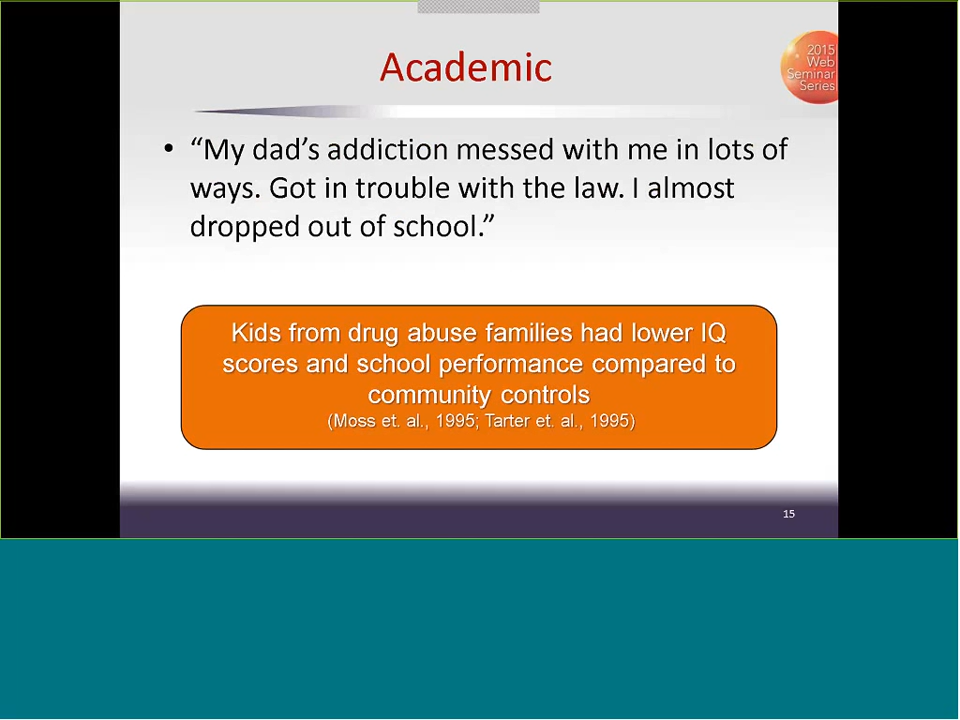 Academic
2015
Web
Seminar
Series
• “My dad’s addiction messed with me in lots of
ways. Got in trouble with the law. I almost
dropped out of school.”
Kids from drug abuse families had lower IQ
scores and school performance compared to
community controls
(Moss et. al., 1995; Tarter et. al., 1995)
15